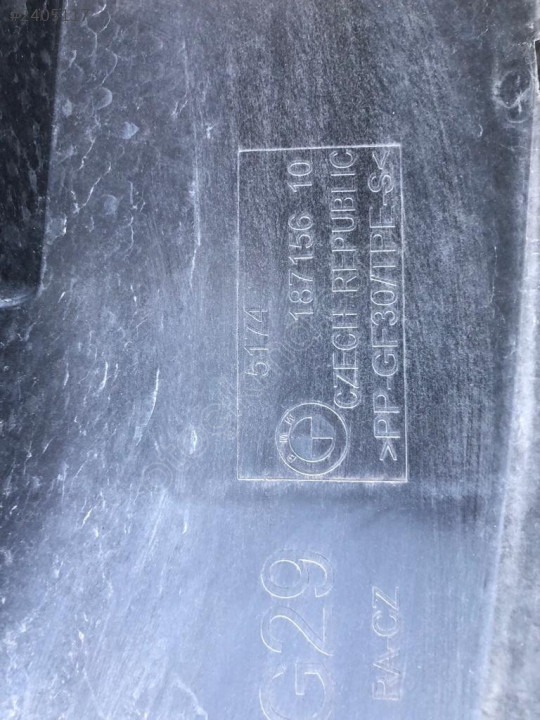 5174
187156 10
CZECH REPUBLIC
>PP-GF30/TPE-S<
G29
RA-CZ